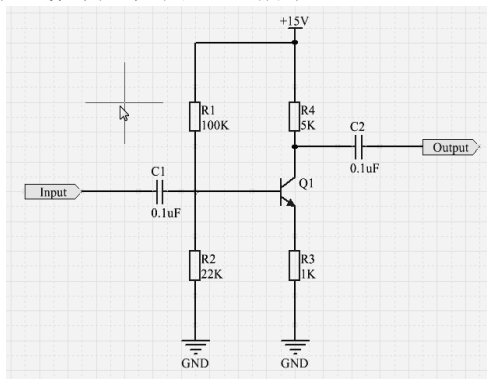 +15V
R1
100K
R4
5K
C2
0.1uF
Output
C1
0.1uF
Input
Q1
R2
22K
R3
1K
GND
GND